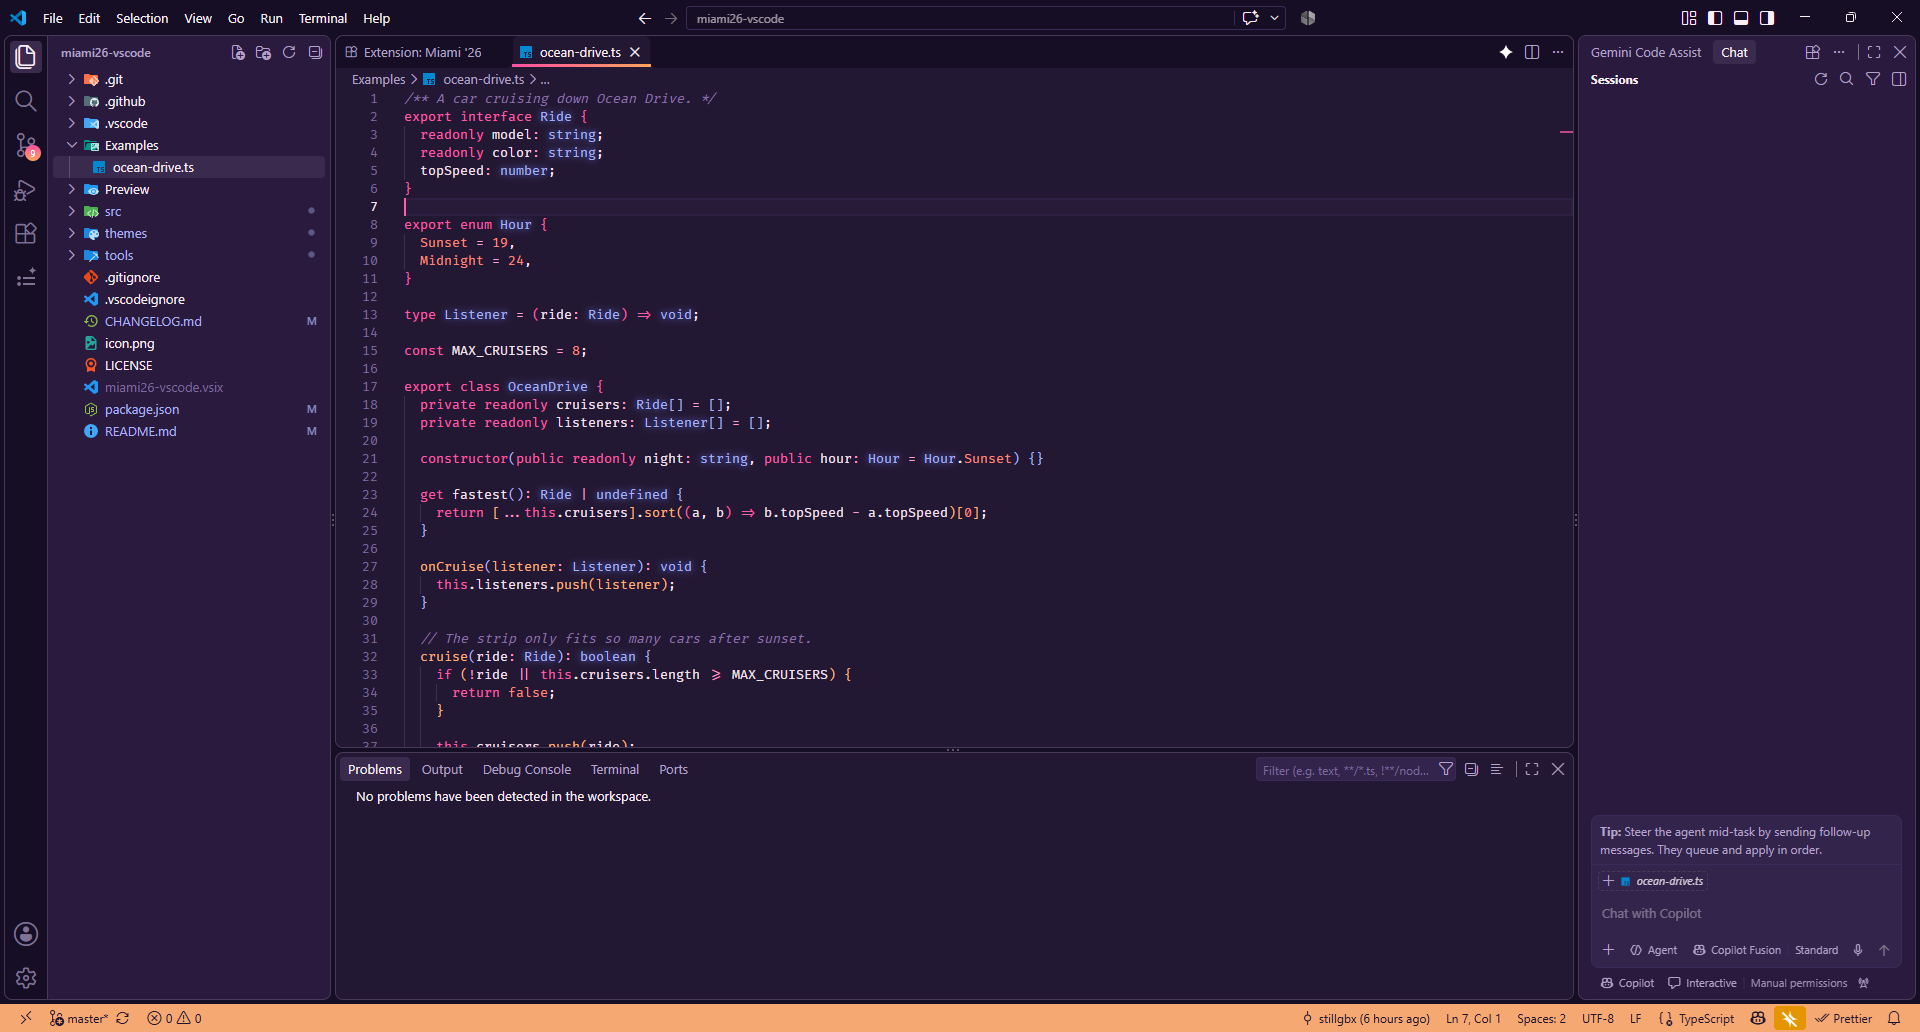 File Edit Selection View Go Run Terminal Help
miami26-vscode
miami26-vscode
.git
.github
.vscode
Examples
ocean-drive.ts
Preview
src
themes
tools
.gitignore
.vscodeignore
CHANGELOG.md M
icon.png
LICENSE
miami26-vscode.vsix
package.json M
README.md M
9
Extension: Miami '26
ocean-drive.ts
Examples > ocean-drive.ts > ...
1 /** A car cruising down Ocean Drive. */
2 export interface Ride {
3 readonly model: string;
4 readonly color: string;
5 topSpeed: number;
6 }
7
8 export enum Hour {
9 Sunset = 19,
10 Midnight = 24,
11 }
12
13 type Listener = (ride: Ride) => void;
14
15 const MAX_CRUISERS = 8;
16
17 export class OceanDrive {
18 private readonly cruisers: Ride[] = [];
19 private readonly listeners: Listener[] = [];
20
21 constructor(public readonly night: string, public hour: Hour = Hour.Sunset) {}
22
23 get fastest(): Ride | undefined {
24 return [...this.cruisers].sort((a, b) => b.topSpeed - a.topSpeed)[0];
25 }
26
27 onCruise(listener: Listener): void {
28 this.listeners.push(listener);
29 }
30
31 // The strip only fits so many cars after sunset.
32 cruise(ride: Ride): boolean {
33 if (!ride || this.cruisers.length >= MAX_CRUISERS) {
34 return false;
35 }
36
37 this.cruisers.push(ride);
Problems Output Debug Console Terminal Ports
Filter (e.g. text, **/*.ts, !**/nod...
No problems have been detected in the workspace.
Gemini Code Assist Chat
Sessions
Tip: Steer the agent mid-task by sending follow-up
messages. They queue and apply in order.
ocean-drive.ts
Chat with Copilot
Agent Copilot Fusion Standard
Copilot Interactive Manual permissions
master* 0 0
stillgbx (6 hours ago) Ln 7, Col 1 Spaces: 2 UTF-8 LF TypeScript Prettier